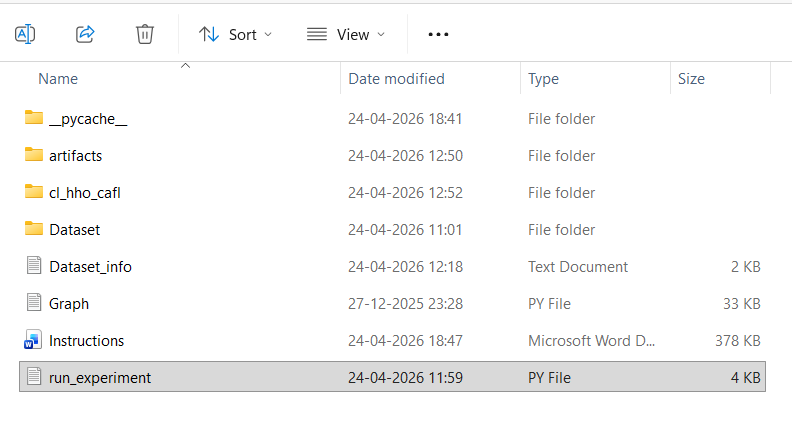 Sort View
Name Date modified Type Size
__pycache__ 24-04-2026 18:41 File folder
artifacts 24-04-2026 12:50 File folder
cl_hho_cafl 24-04-2026 12:52 File folder
Dataset 24-04-2026 11:01 File folder
Dataset_info 24-04-2026 12:18 Text Document 2 KB
Graph 27-12-2025 23:28 PY File 33 KB
Instructions 24-04-2026 18:47 Microsoft Word D... 378 KB
run_experiment 24-04-2026 11:59 PY File 4 KB